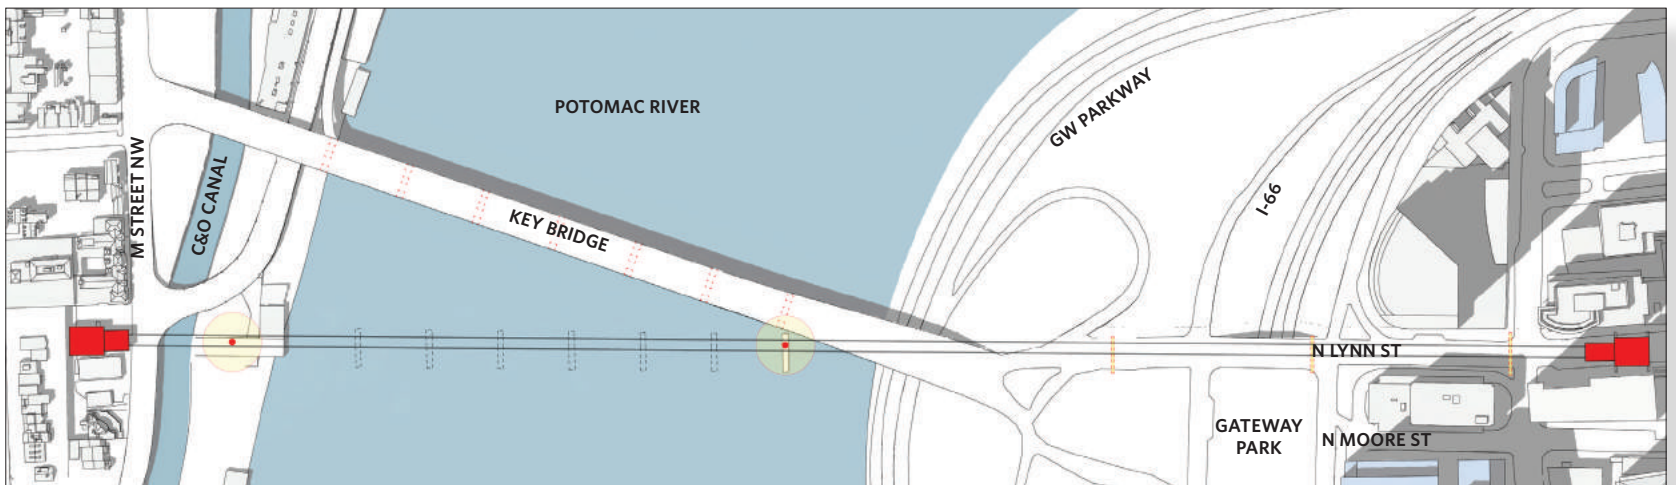 POTOMAC RIVER
GW PARKWAY
M STREET NW
C&O CANAL
KEY BRIDGE
I-66
N LYNN ST
GATEWAY
PARK
N MOORE ST